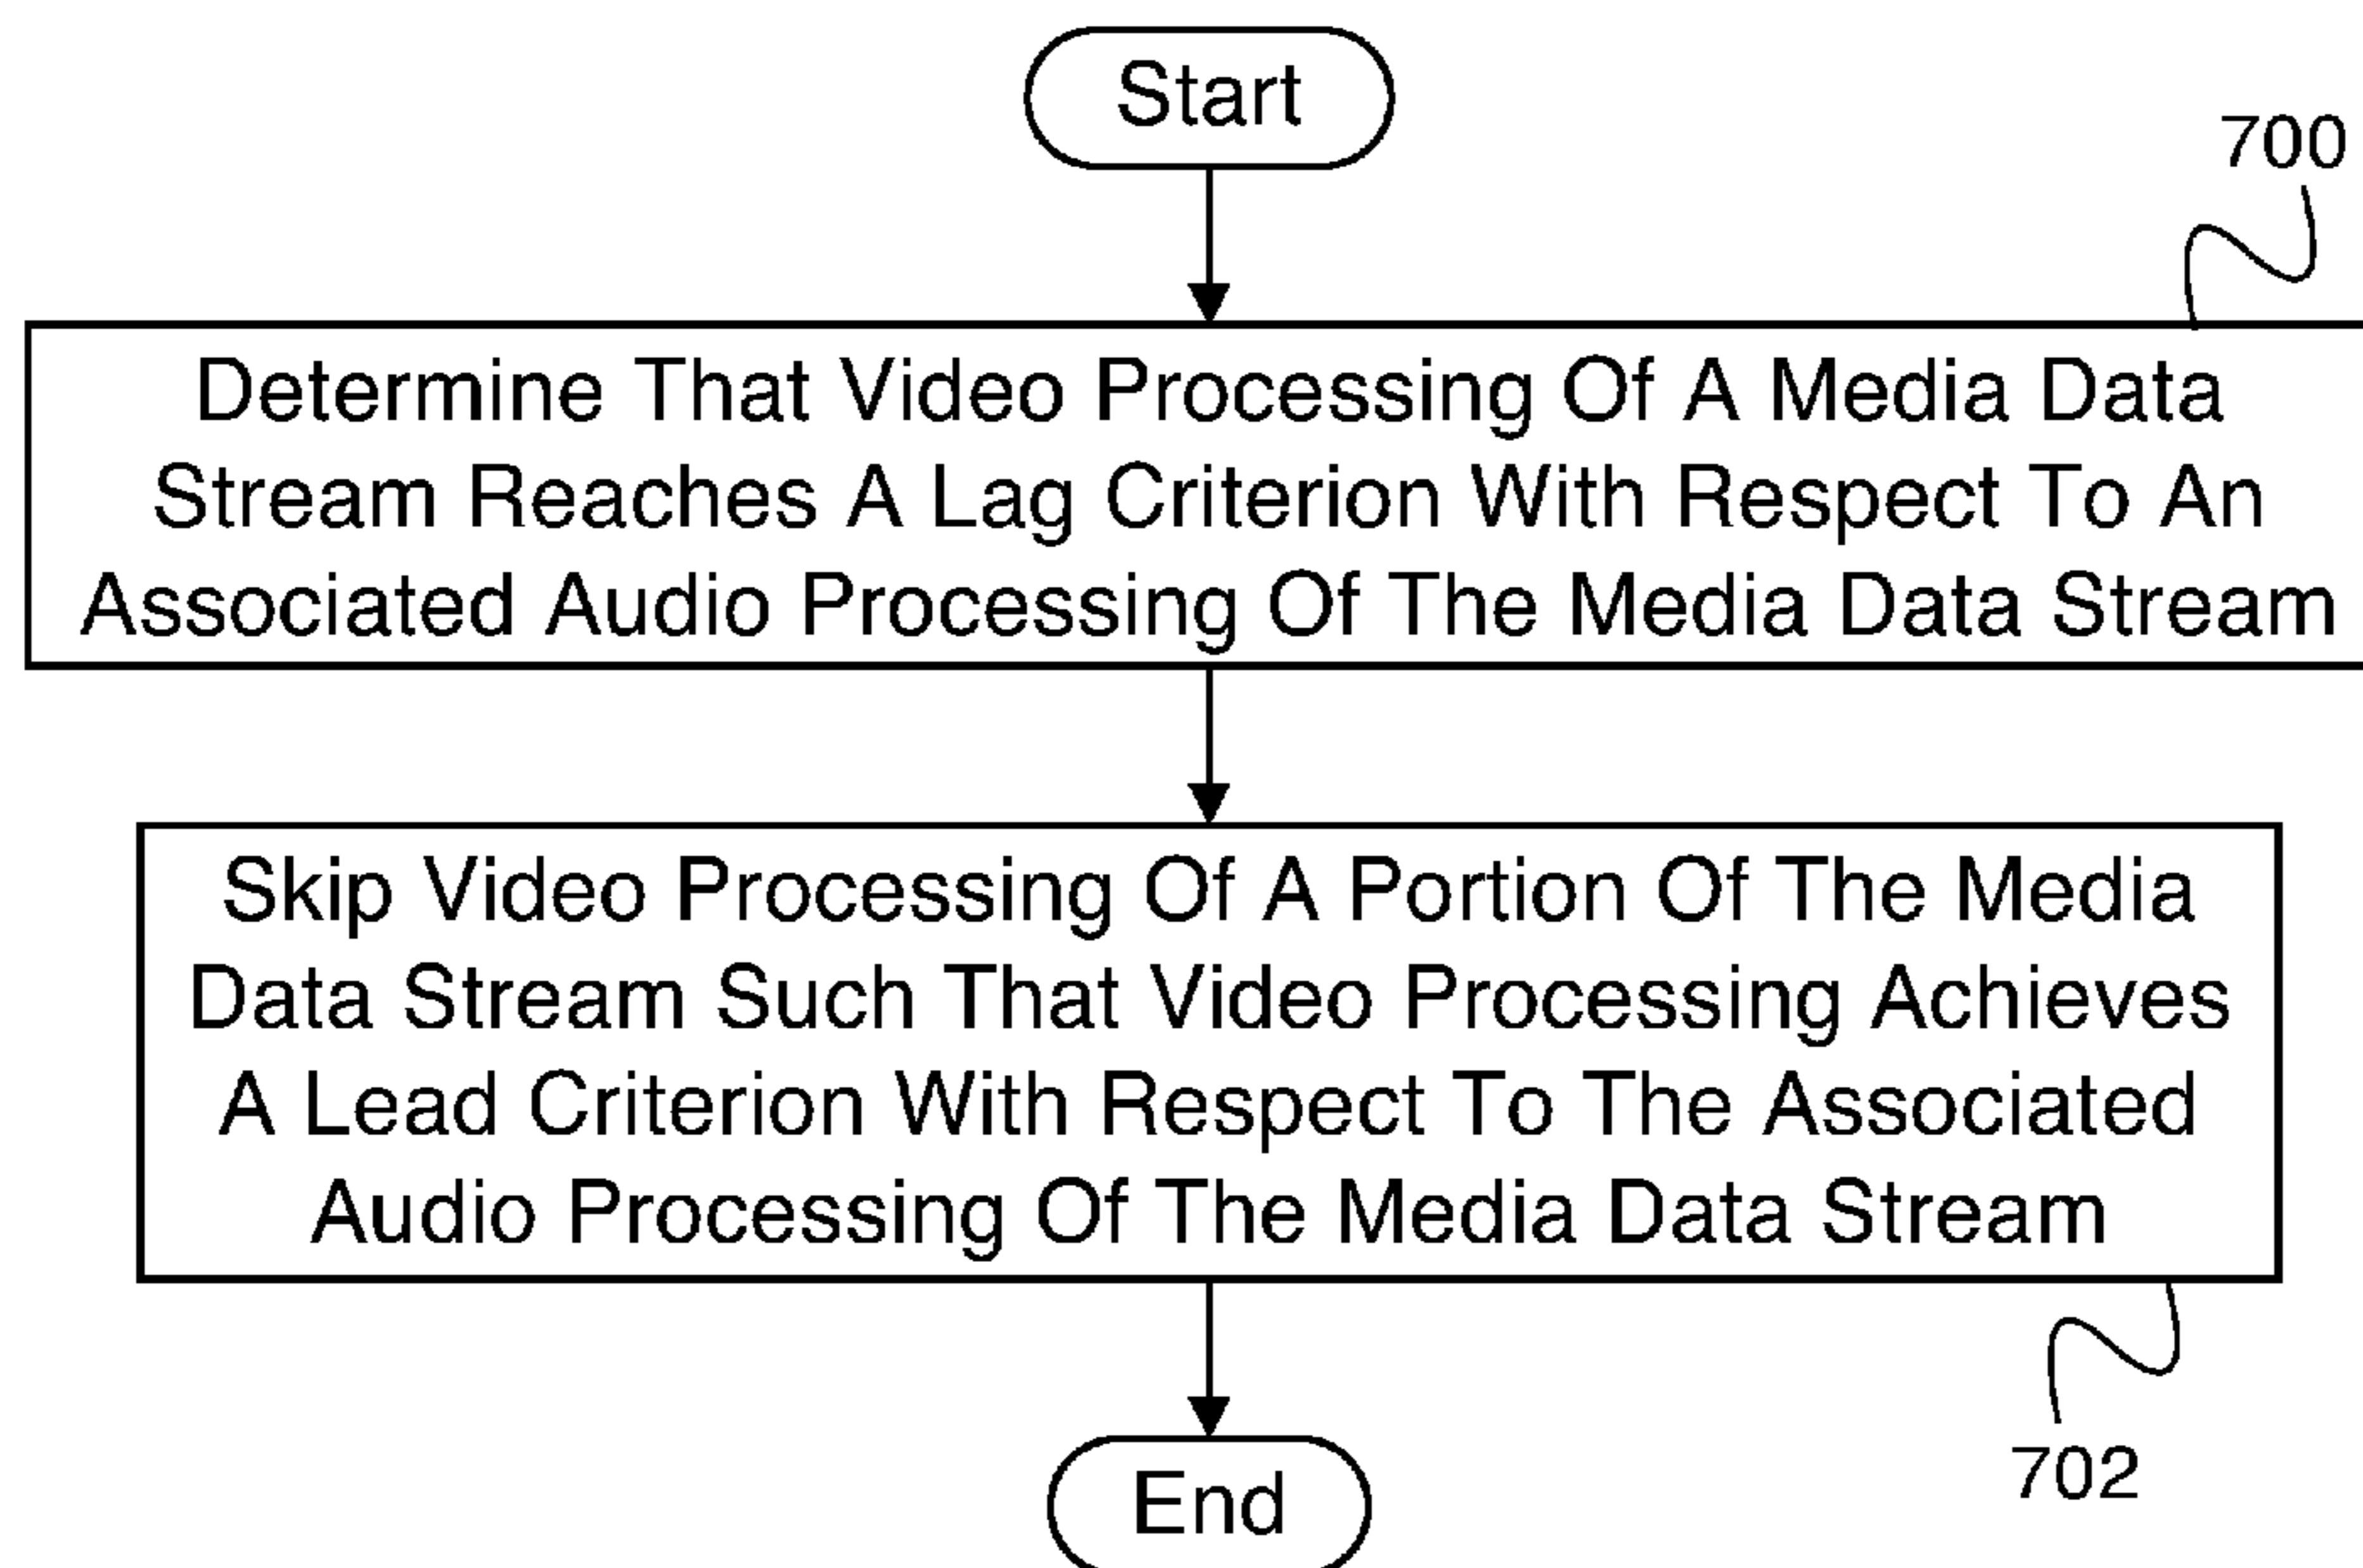 Start
700
Determine That Video Processing Of A Media Data
Stream Reaches A Lag Criterion With Respect To An
Associated Audio Processing Of The Media Data Stream
Skip Video Processing Of A Portion Of The Media
Data Stream Such That Video Processing Achieves
A Lead Criterion With Respect To The Associated
Audio Processing Of The Media Data Stream
702
End